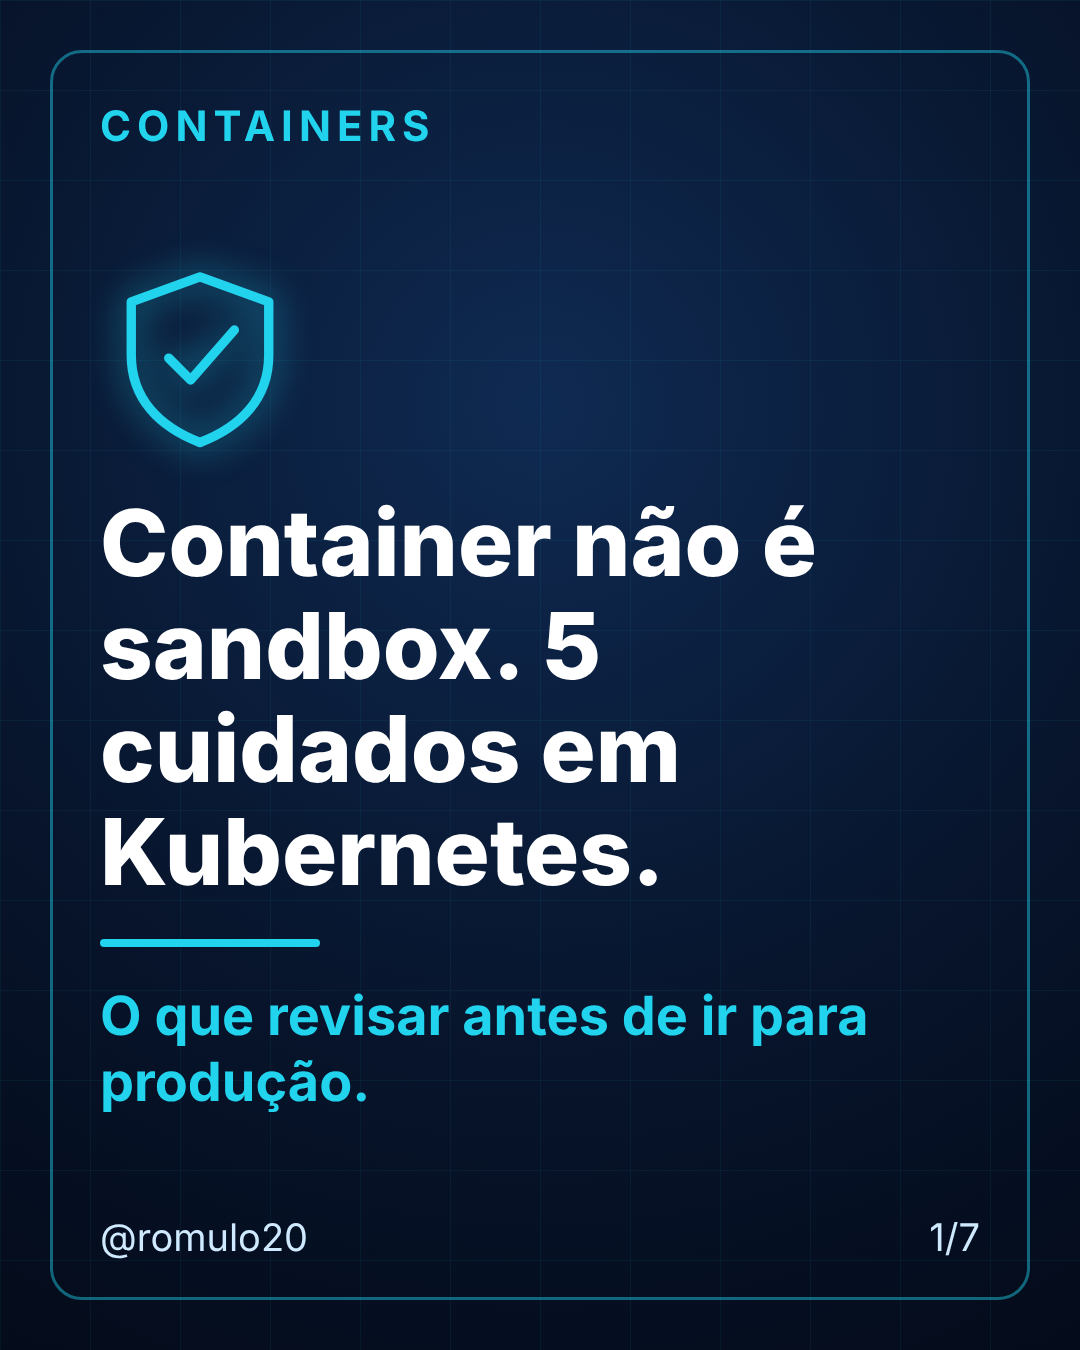 CONTAINERS
Container não é
sandbox. 5
cuidados em
Kubernetes.
O que revisar antes de ir para
produção.
@romulo20
1/7